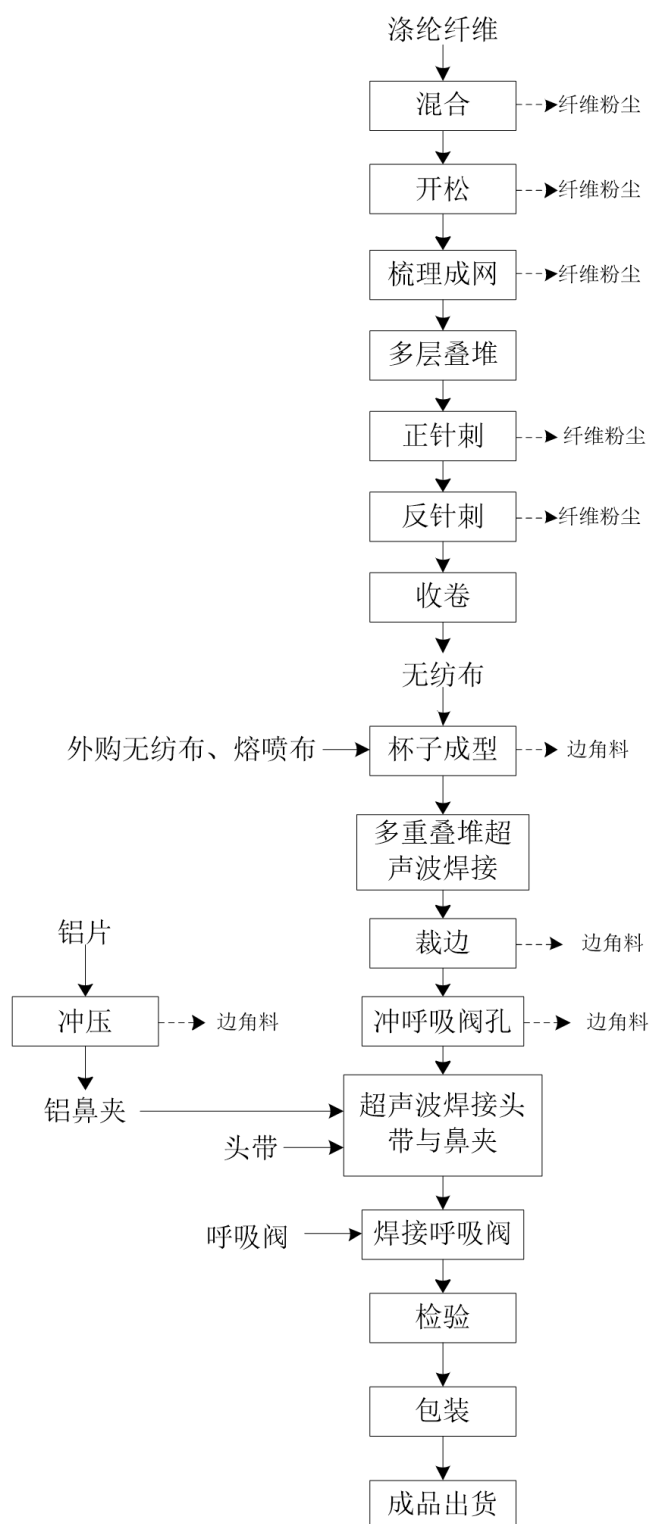 涤纶纤维
混合
纤维粉尘
开松
纤维粉尘
梳理成网
纤维粉尘
多层叠堆
正针刺
纤维粉尘
反针刺
纤维粉尘
收卷
无纺布
外购无纺布、熔喷布
杯子成型
边角料
多重叠堆超
声波焊接
铝片
裁边
边角料
冲压
边角料
冲呼吸阀孔
边角料
铝鼻夹
超声波焊接头
带与鼻夹
头带
呼吸阀
焊接呼吸阀
检验
包装
成品出货